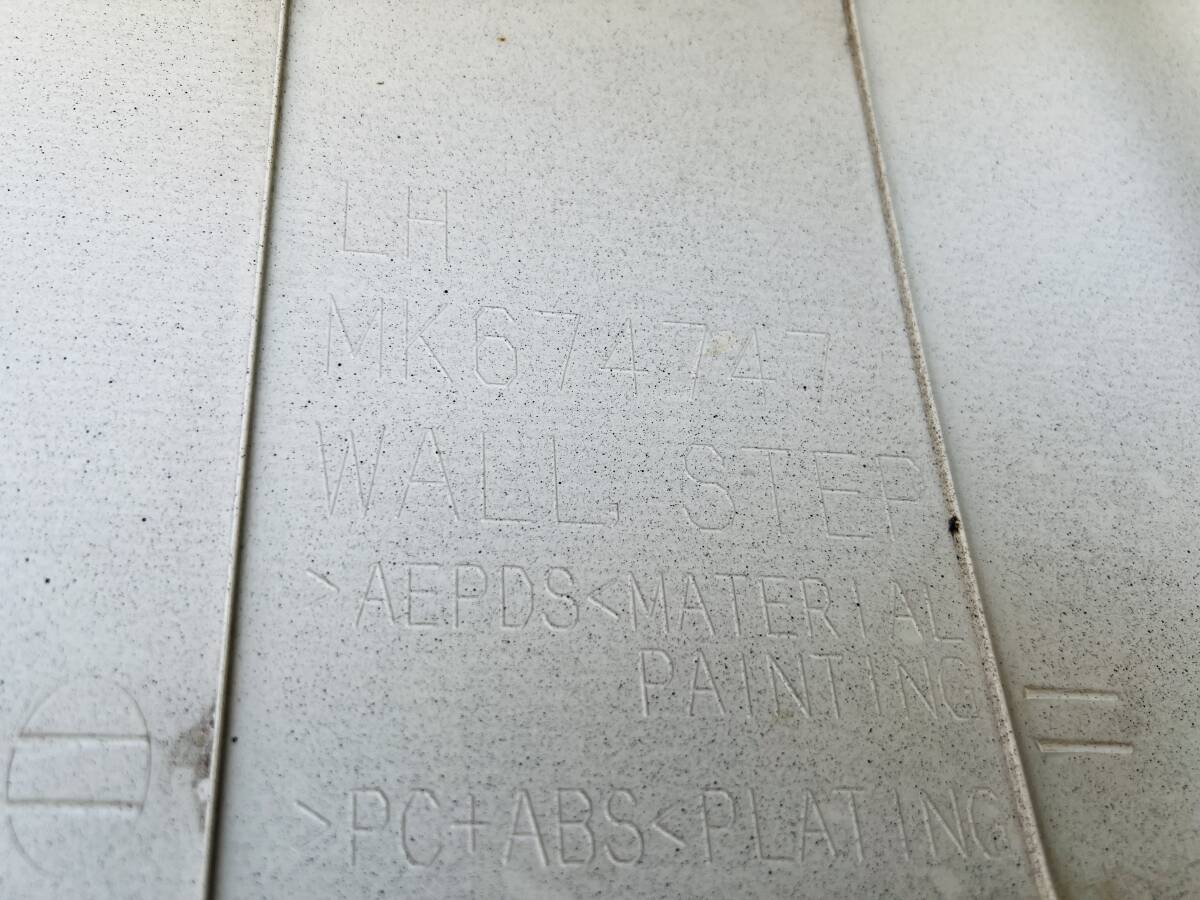 LH
MK674747
WALL, STEP
>AEPDS<MATERIAL
PAINTING
>PC+ABS<PLATING